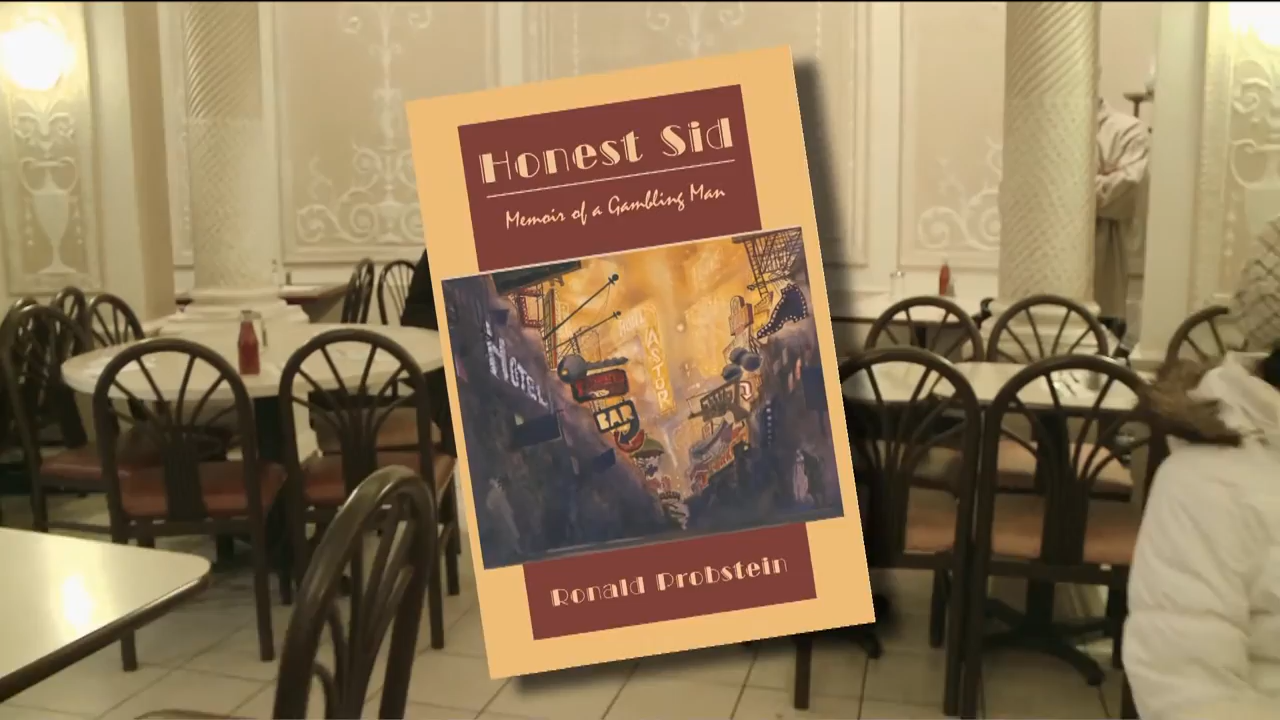 Honest Sid
Memoir of a Gambling Man
HOTEL
ASTOR
BAR
Ronald Probstein